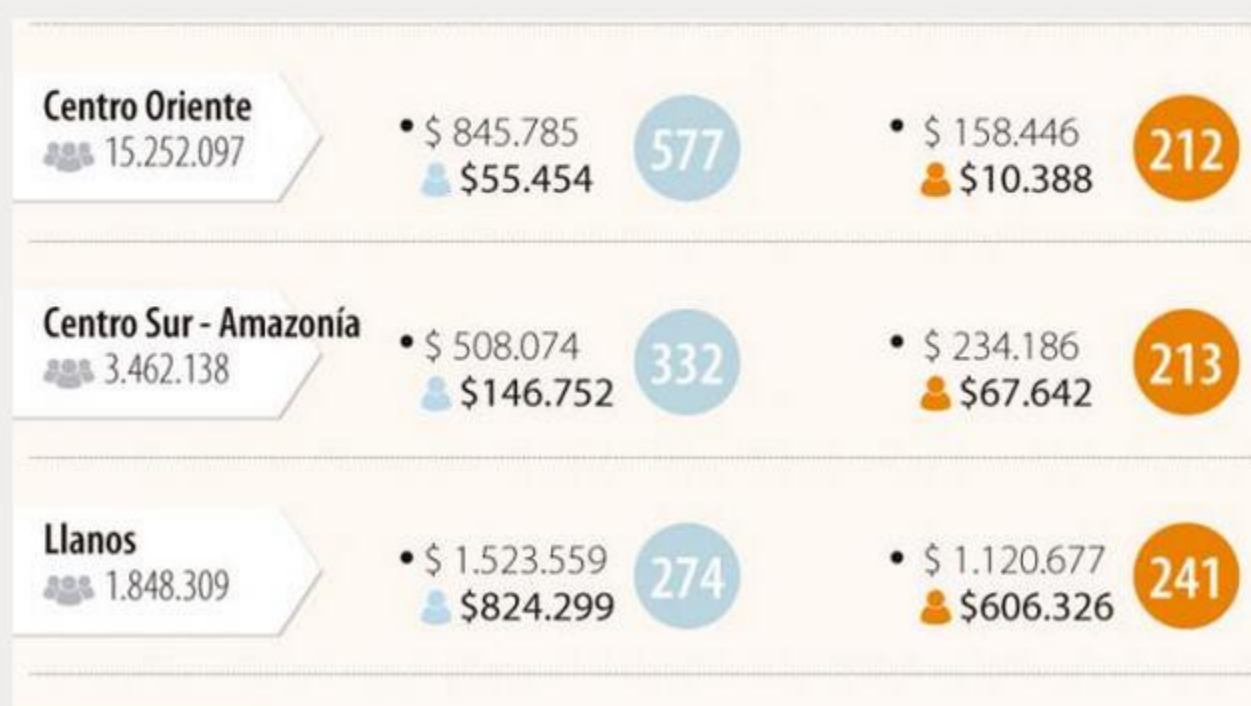 Centro Oriente
15.252.097
• $ 845.785
$55.454
577
• $ 158.446
$10.388
212
Centro Sur - Amazonía
3.462.138
• $ 508.074
$146.752
332
• $ 234.186
$67.642
213
Llanos
1.848.309
• $ 1.523.559
$824.299
274
• $ 1.120.677
$606.326
241